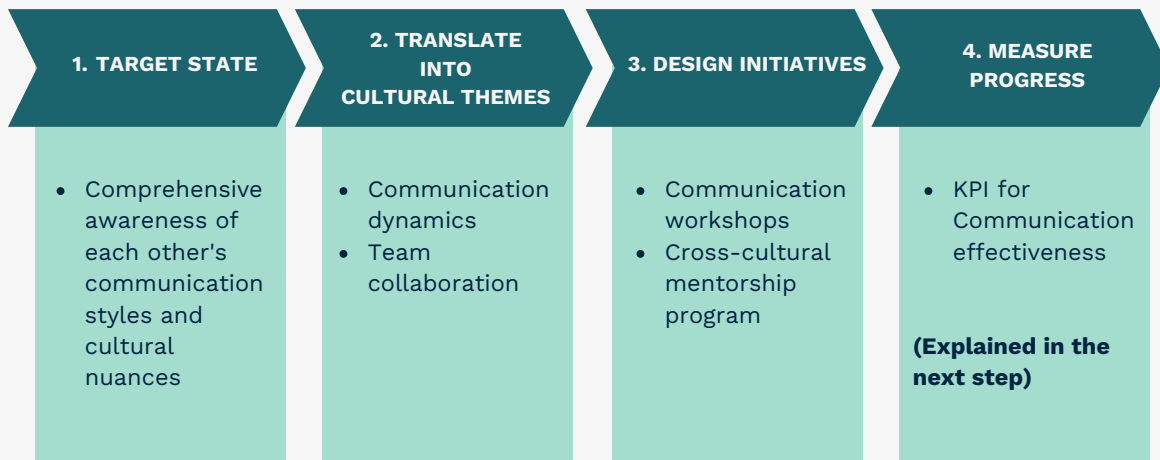 1. TARGET STATE
2. TRANSLATE
INTO
CULTURAL THEMES
3. DESIGN INITIATIVES
4. MEASURE
PROGRESS
• Comprehensive
awareness of
each other's
communication
styles and
cultural
nuances
• Communication
dynamics
• Team
collaboration
• Communication
workshops
• Cross-cultural
mentorship
program
• KPI for
Communication
effectiveness
(Explained in the
next step)